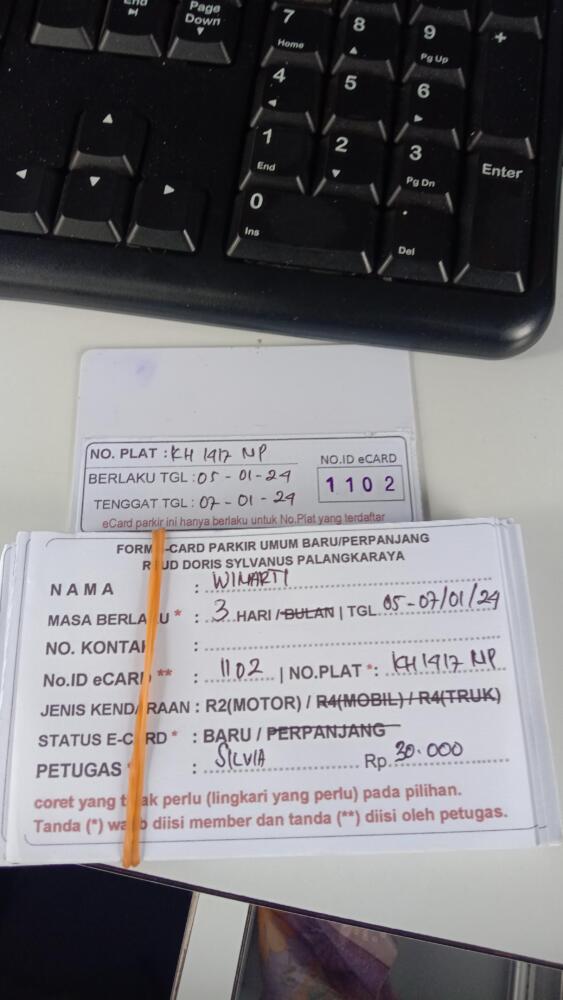 End
Page
Down
7
Home
8
9
Pg Up
+
4
5
6
1
End
2
3
Pg Dn
Enter
0
Ins
.
Del
NO. PLAT : KH 1917 NP
BERLAKU TGL : 05 - 01 - 24
TENGGAT TGL : 07 - 01 - 24
NO.ID eCARD
1102
eCard parkir ini hanya berlaku untuk No.Plat yang terdaftar
FORM -CARD PARKIR UMUM BARU/PERPANJANG
R UD DORIS SYLVANUS PALANGKARAYA
NAMA : WINARTI
MASA BERLA U * : 3 HARI / BULAN | TGL 05 - 07/01/24
NO. KONTA :
No.ID eCAR ** : 1102 | NO.PLAT * : KH 1917 NP
JENIS KEND RAAN : R2(MOTOR) / R4(MOBIL) / R4(TRUK)
STATUS E-C RD * : BARU / PERPANJANG
PETUGAS : SILVIA Rp. 30.000
coret yang t ak perlu (lingkari yang perlu) pada pilihan.
Tanda (*) wa b diisi member dan tanda (**) diisi oleh petugas.